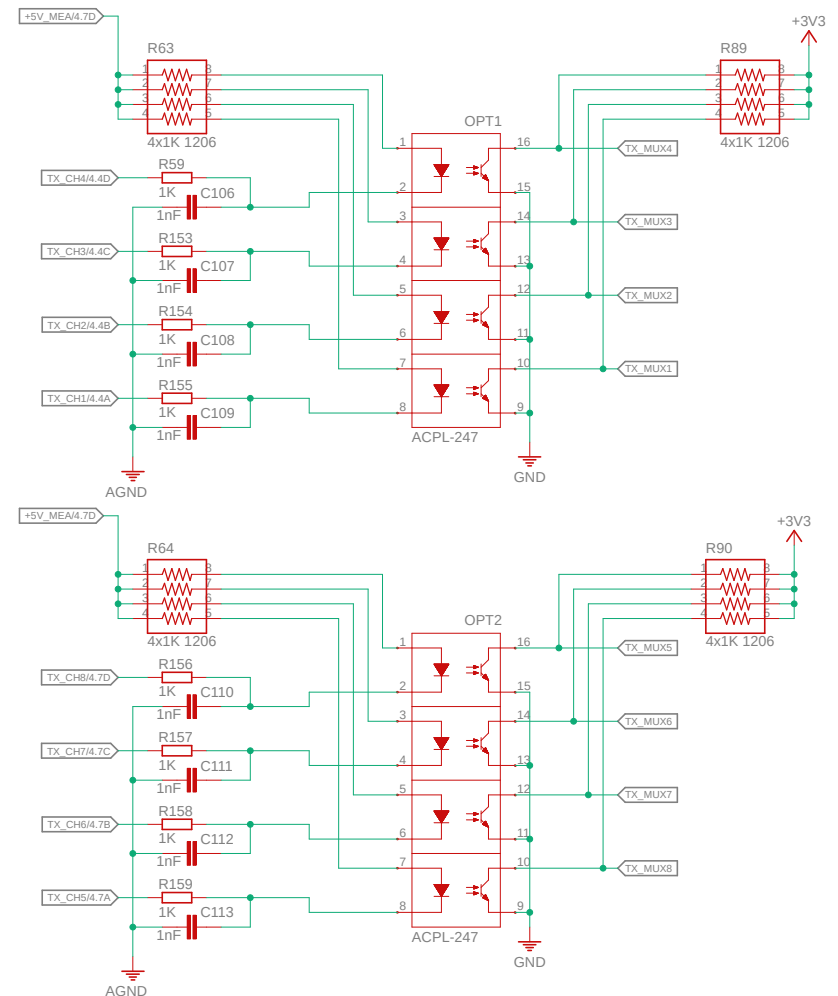 +5V_MEA/4.7D
+3V3
R63
R89
1 8
2 7
3 6
4 5
1 8
2 7
3 6
4 5
4x1K 1206
4x1K 1206
OPT1
TX_CH4/4.4D
R59
1K
C106
1nF
TX_CH3/4.4C
R153
1K
C107
1nF
TX_CH2/4.4B
R154
1K
C108
1nF
TX_CH1/4.4A
R155
1K
C109
1nF
AGND
1 16
2 15
3 14
4 13
5 12
6 11
7 10
8 9
ACPL-247
TX_MUX4
TX_MUX3
TX_MUX2
TX_MUX1
GND
+5V_MEA/4.7D
+3V3
R64
R90
1 8
2 7
3 6
4 5
1 8
2 7
3 6
4 5
4x1K 1206
4x1K 1206
OPT2
TX_CH8/4.7D
R156
1K
C110
1nF
TX_CH7/4.7C
R157
1K
C111
1nF
TX_CH6/4.7B
R158
1K
C112
1nF
TX_CH5/4.7A
R159
1K
C113
1nF
AGND
1 16
2 15
3 14
4 13
5 12
6 11
7 10
8 9
ACPL-247
TX_MUX5
TX_MUX6
TX_MUX7
TX_MUX8
GND